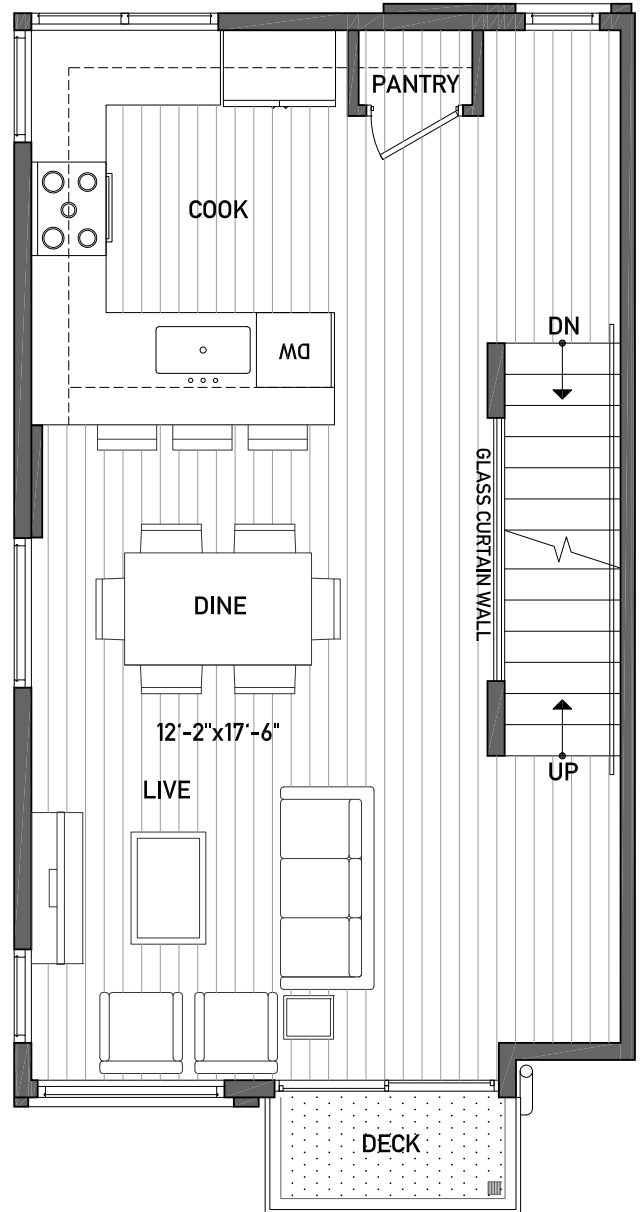 PANTRY
COOK
DN
DW
GLASS CURTAIN WALL
DINE
12'-2"x17'-6"
UP
LIVE
DECK